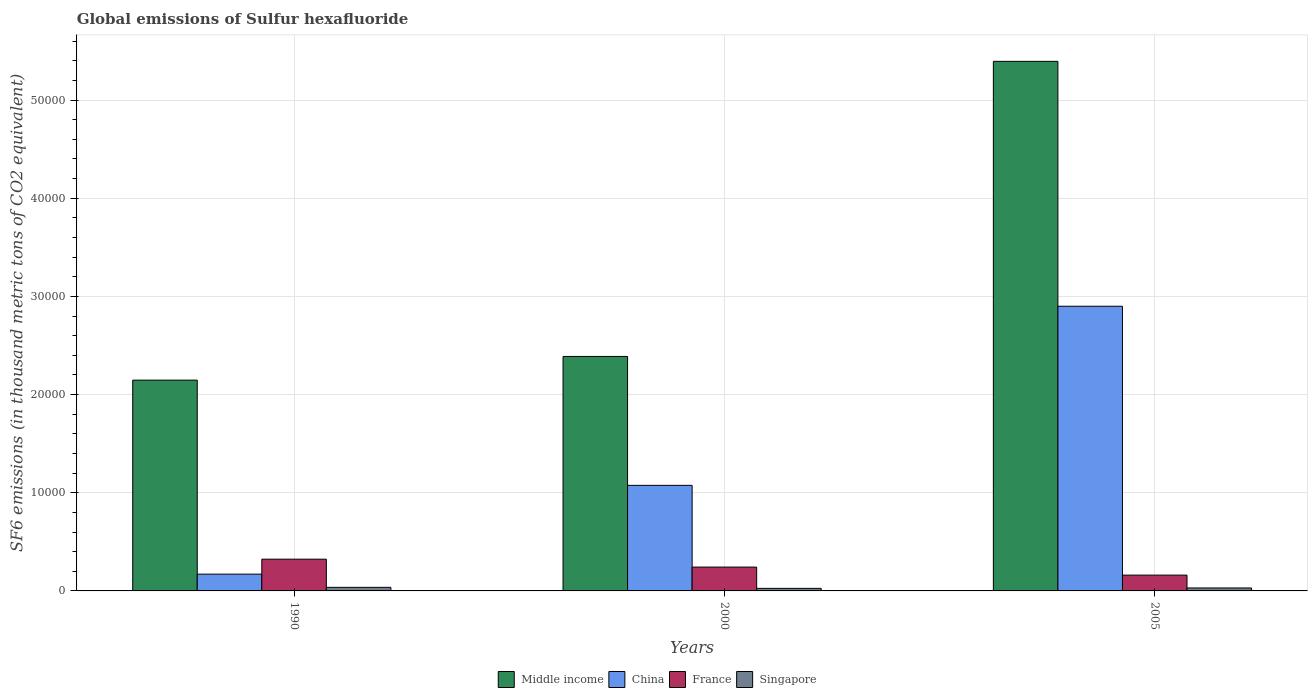 Global emissions of Sulfur hexafluoride
SF6 emissions (in thousand metric tons of CO2 equivalent)
50000
40000
30000
20000
10000
0
1990
2000
2005
Years
Middle income
China
France
Singapore